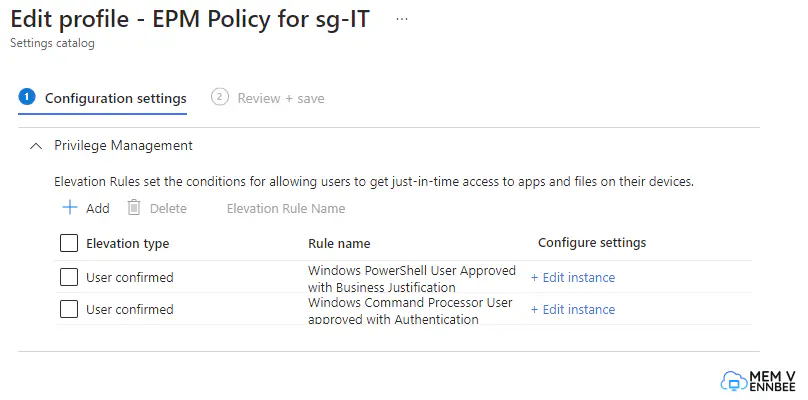 Edit profile - EPM Policy for sg-IT ...
Settings catalog
1 Configuration settings 2 Review + save
Privilege Management
Elevation Rules set the conditions for allowing users to get just-in-time access to apps and files on their devices.
+ Add Delete Elevation Rule Name
Elevation type Rule name Configure settings
User confirmed Windows PowerShell User Approved + Edit instance
with Business Justification
User confirmed Windows Command Processor User + Edit instance
approved with Authentication
MEM V
ENNBEE